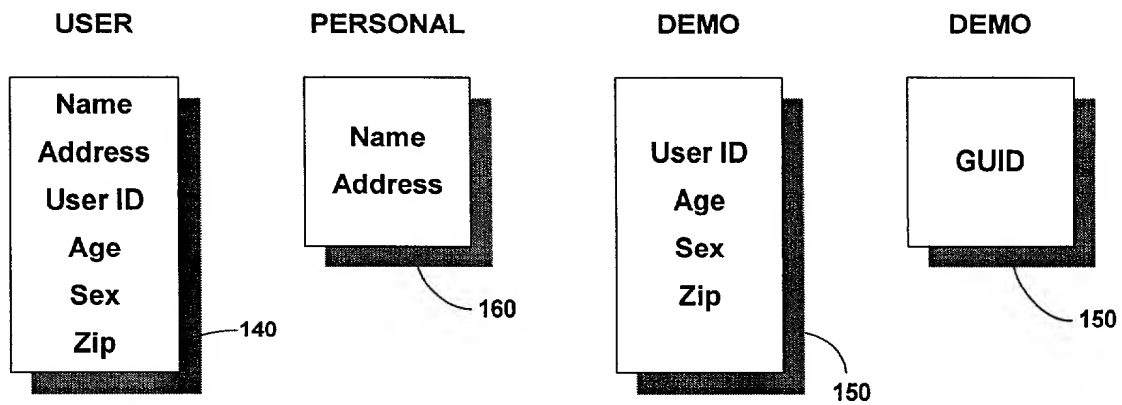 USER
PERSONAL
DEMO
DEMO
Name
Address
User ID
Age
Sex
Zip
140
Name
Address
160
User ID
Age
Sex
Zip
150
GUID
150